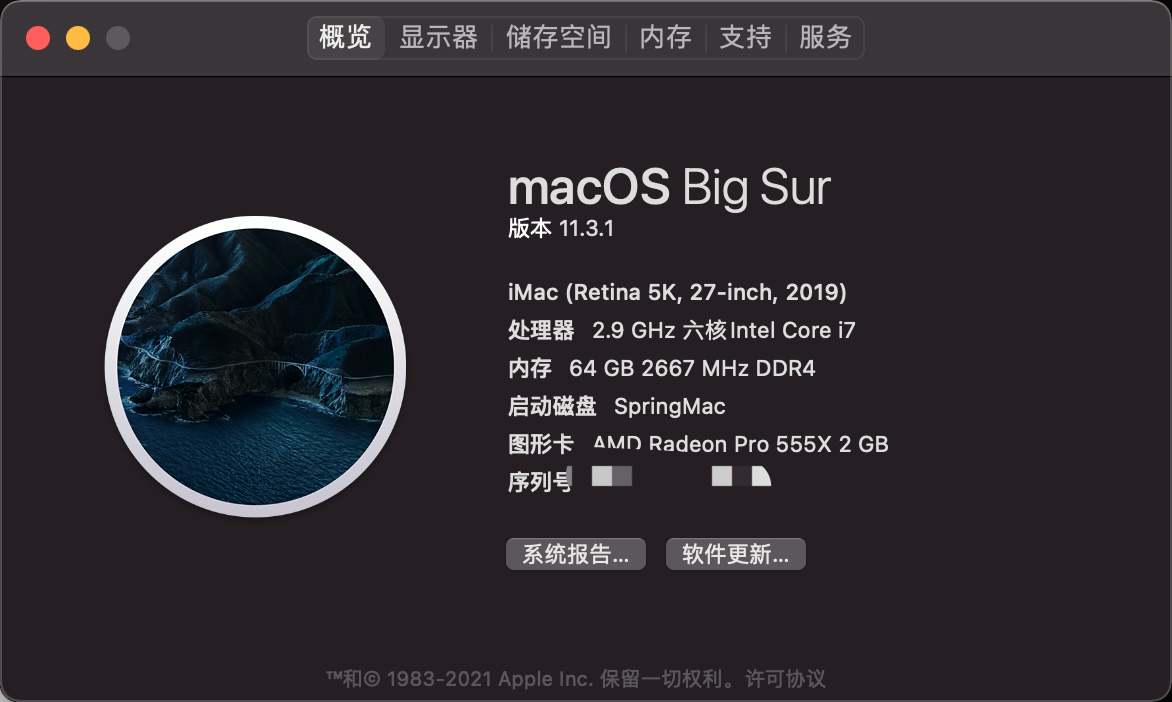 概览 显示器 储存空间 内存 支持 服务
macOS Big Sur
版本 11.3.1
iMac (Retina 5K, 27-inch, 2019)
处理器 2.9 GHz 六核Intel Core i7
内存 64 GB 2667 MHz DDR4
启动磁盘 SpringMac
图形卡 AMD Radeon Pro 555X 2 GB
序列号
系统报告... 软件更新...
™和© 1983-2021 Apple Inc. 保留一切权利。许可协议